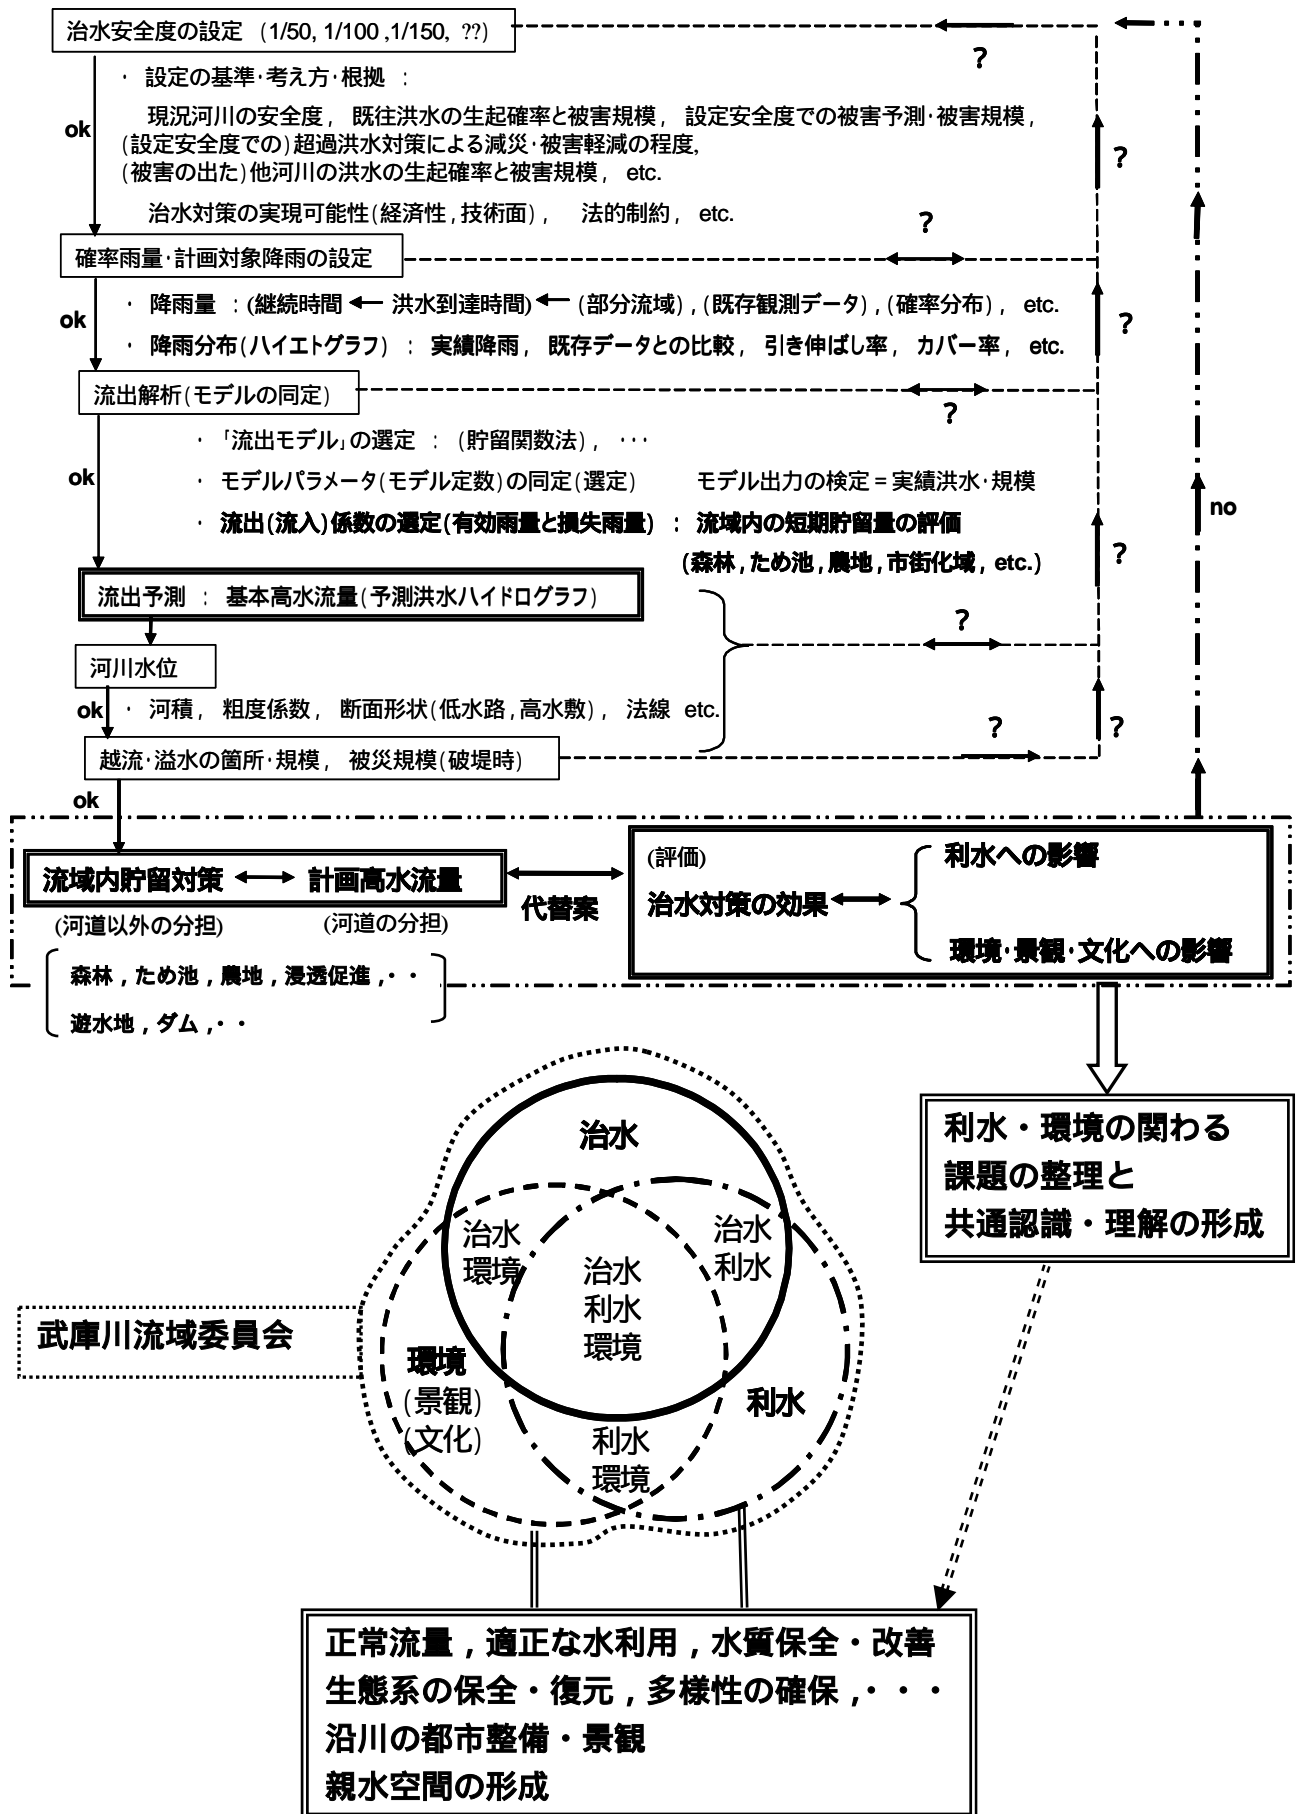 治水安全度の設定 (1/50, 1/100 ,1/150, ??)
?
・ 設定の基準・考え方・根拠 :
ok
現況河川の安全度, 既往洪水の生起確率と被害規模, 設定安全度での被害予測・被害規模,
(設定安全度での)超過洪水対策による減災・被害軽減の程度,
?
(被害の出た)他河川の洪水の生起確率と被害規模, etc.
治水対策の実現可能性(経済性,技術面), 法的制約, etc.
?
確率雨量・計画対象降雨の設定
ok
・ 降雨量 : (継続時間 ← 洪水到達時間) ← (部分流域),(既存観測データ),(確率分布), etc.
?
・ 降雨分布(ハイエトグラフ) : 実績降雨, 既存データとの比較, 引き伸ばし率, カバー率, etc.
流出解析(モデルの同定)
?
・ 「流出モデル」の選定 : (貯留関数法), ・・・
ok
・ モデルパラメータ(モデル定数)の同定(選定) モデル出力の検定=実績洪水・規模
no
・ 流出(流入)係数の選定(有効雨量と損失雨量) : 流域内の短期貯留量の評価
(森林,ため池,農地,市街化域, etc.)
?
流出予測 : 基本高水流量(予測洪水ハイドログラフ)
?
河川水位
ok
・ 河積, 粗度係数, 断面形状(低水路,高水敷), 法線 etc.
?
?
越流・溢水の箇所・規模, 被災規模(破堤時)
ok
流域内貯留対策 ↔ 計画高水流量
(河道以外の分担)
(河道の分担)
代替案
(評価)
治水対策の効果
利水への影響
環境・景観・文化への影響
森林,ため池,農地,浸透促進,・・
遊水地,ダム,・・
利水・環境の関わる
課題の整理と
共通認識・理解の形成
治水
治水
環境
治水
利水
治水
利水
環境
武庫川流域委員会
環境
(景観)
(文化)
利水
利水
環境
正常流量,適正な水利用,水質保全・改善
生態系の保全・復元,多様性の確保,・・・
沿川の都市整備・景観
親水空間の形成